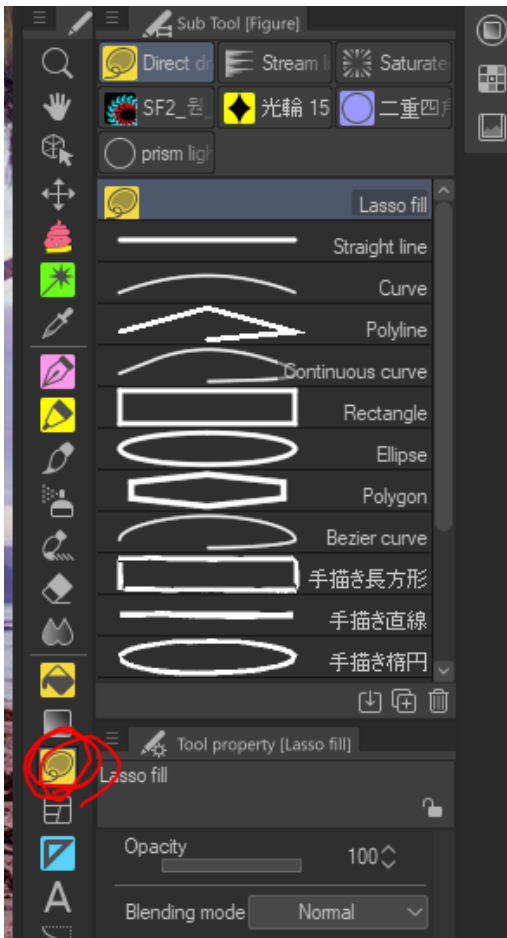 Sub Tool [Figure]
Direct dr
Stream li
Saturate
SF2_원_
光輪 15
二重四角
prism ligh
Lasso fill
Straight line
Curve
Polyline
Continuous curve
Rectangle
Ellipse
Polygon
Bezier curve
手描き長方形
手描き直線
手描き楕円
Tool property [Lasso fill]
Lasso fill
Opacity
100
Blending mode
Normal
A